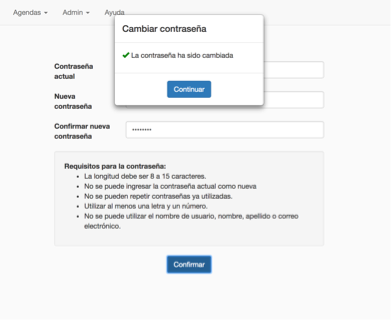 Agendas Admin Ayuda
Cambiar contraseña
La contraseña ha sido cambiada
Continuar
Contraseña
actual
Nueva
contraseña
Confirmar nueva
contraseña
Requisitos para la contraseña:
La longitud debe ser 8 a 15 caracteres.
No se puede ingresar la contraseña actual como nueva
No se pueden repetir contraseñas ya utilizadas.
Utilizar al menos una letra y un número.
No se puede utilizar el nombre de usuario, nombre, apellido o correo
electrónico.
Confirmar